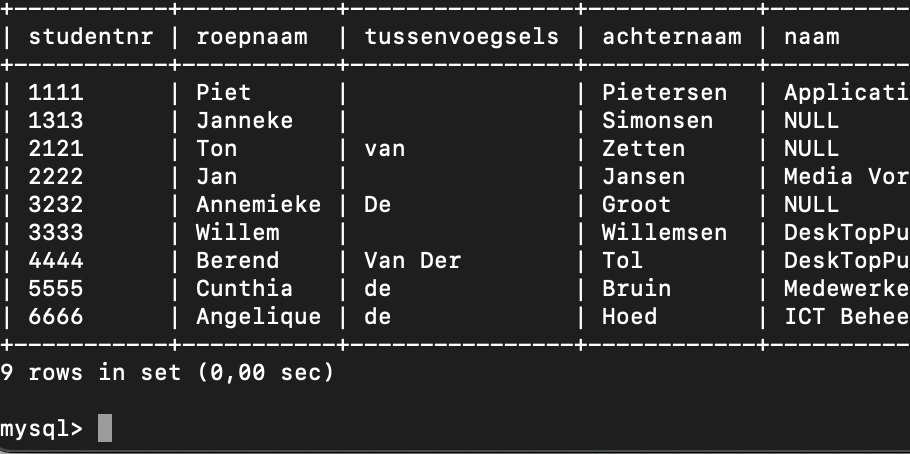 +-----------+-----------+----------------+------------+----------
| studentnr | roepnaam  | tussenvoegsels | achternaam | naam
+-----------+-----------+----------------+------------+----------
| 1111      | Piet      |                | Pietersen  | Applicati
| 1313      | Janneke   |                | Simonsen   | NULL
| 2121      | Ton       | van            | Zetten     | NULL
| 2222      | Jan       |                | Jansen     | Media Vor
| 3232      | Annemieke | De             | Groot      | NULL
| 3333      | Willem    |                | Willemsen  | DeskTopPu
| 4444      | Berend    | Van Der        | Tol        | DeskTopPu
| 5555      | Cunthia   | de             | Bruin      | Medewerke
| 6666      | Angelique | de             | Hoed       | ICT Behee
+-----------+-----------+----------------+------------+----------
9 rows in set (0,00 sec)
mysql>